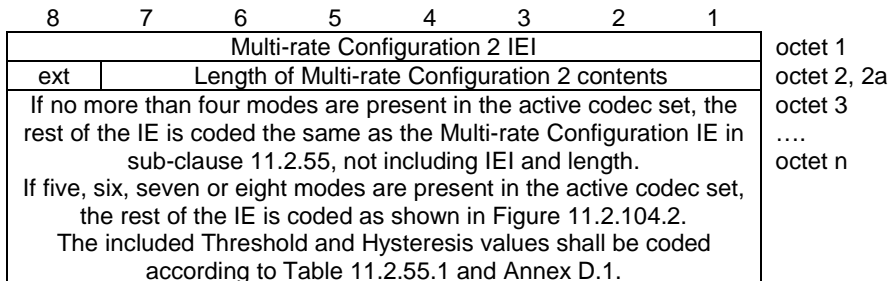 8 7 6 5 4 3 2 1
Multi-rate Configuration 2 IEI octet 1
ext Length of Multi-rate Configuration 2 contents octet 2, 2a
If no more than four modes are present in the active codec set, the octet 3
rest of the IE is coded the same as the Multi-rate Configuration IE in ….
sub-clause 11.2.55, not including IEI and length. octet n
If five, six, seven or eight modes are present in the active codec set,
the rest of the IE is coded as shown in Figure 11.2.104.2.
The included Threshold and Hysteresis values shall be coded
according to Table 11.2.55.1 and Annex D.1.